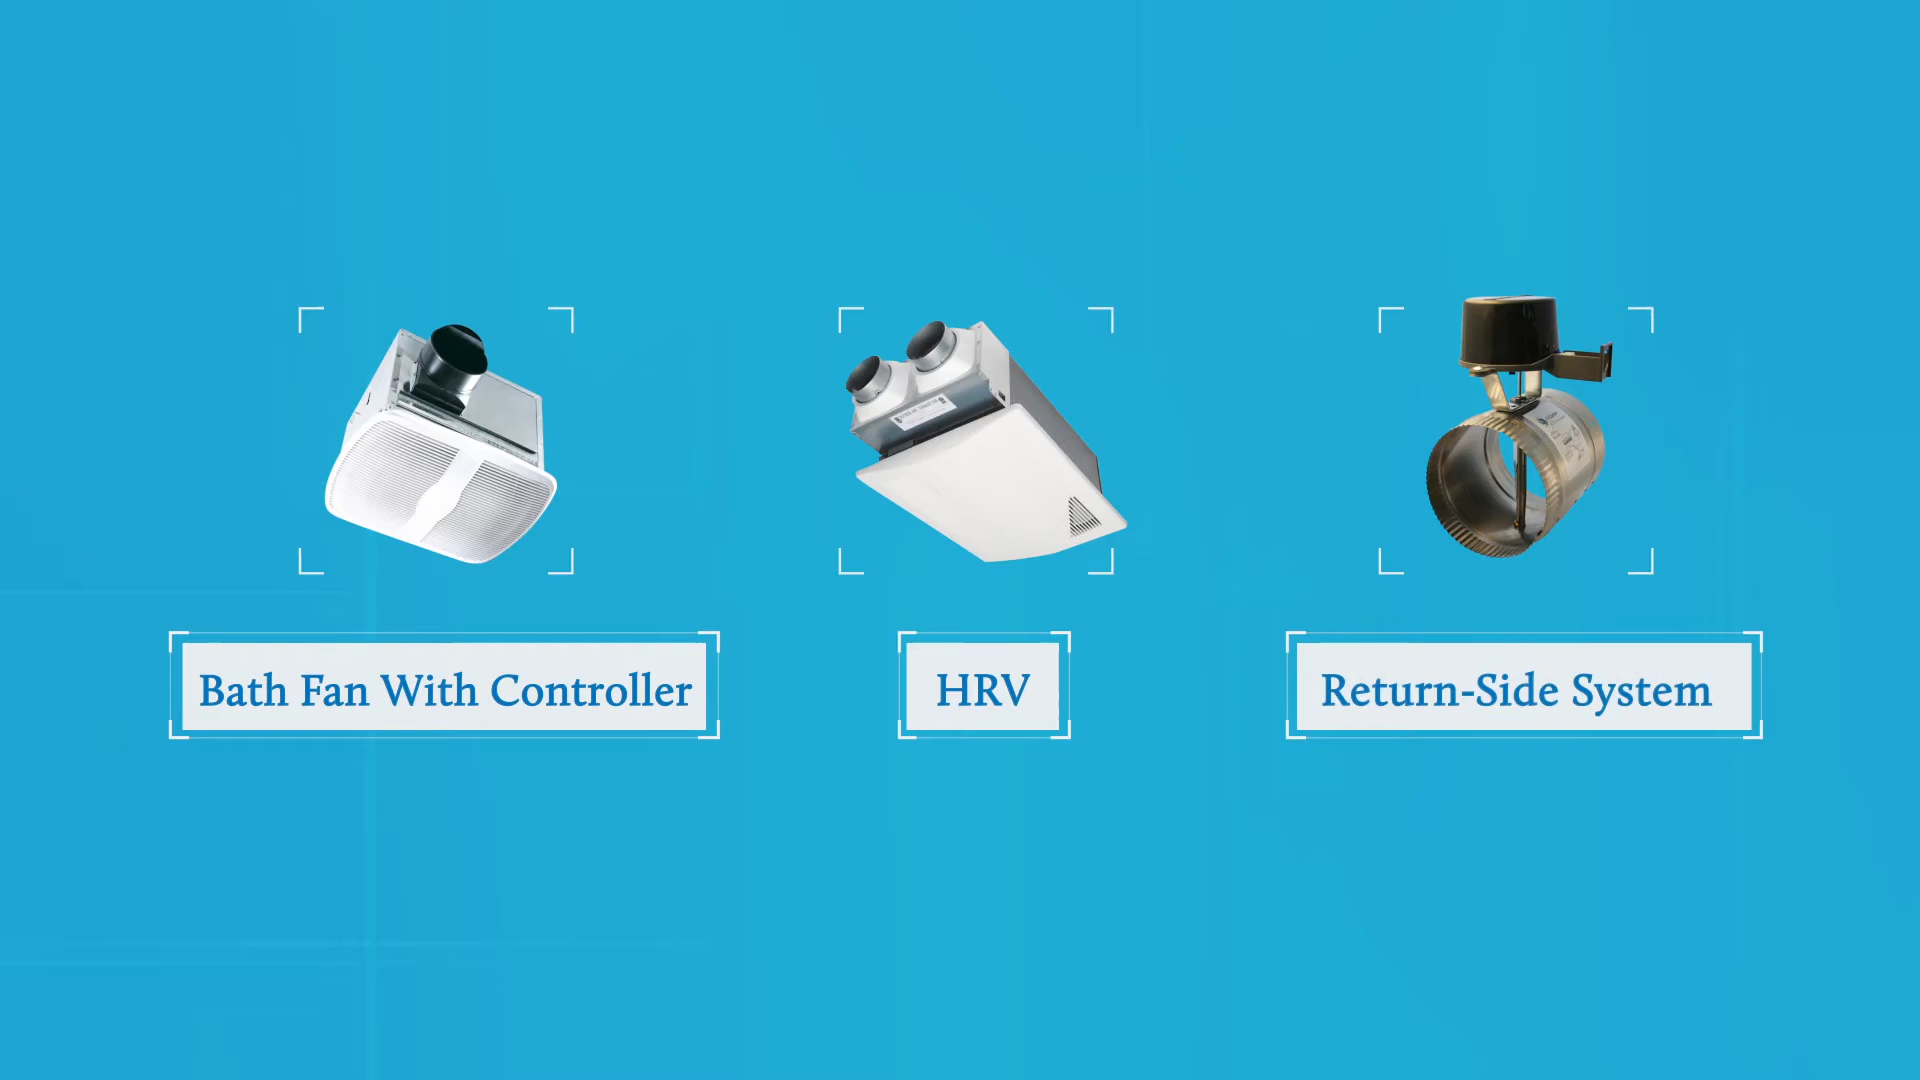 Bath Fan With Controller
HRV
Return-Side System